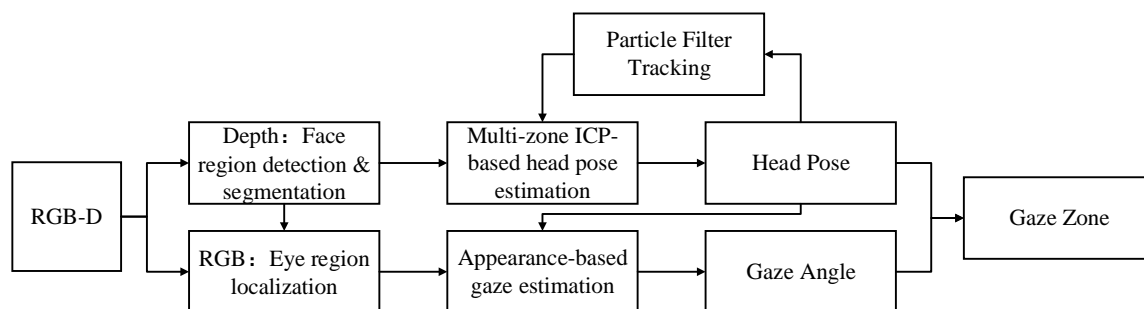 Particle Filter
Tracking
Depth：Face
region detection &
segmentation
Multi-zone ICP-
based head pose
estimation
Head Pose
RGB-D
Gaze Zone
RGB：Eye region
localization
Appearance-based
gaze estimation
Gaze Angle